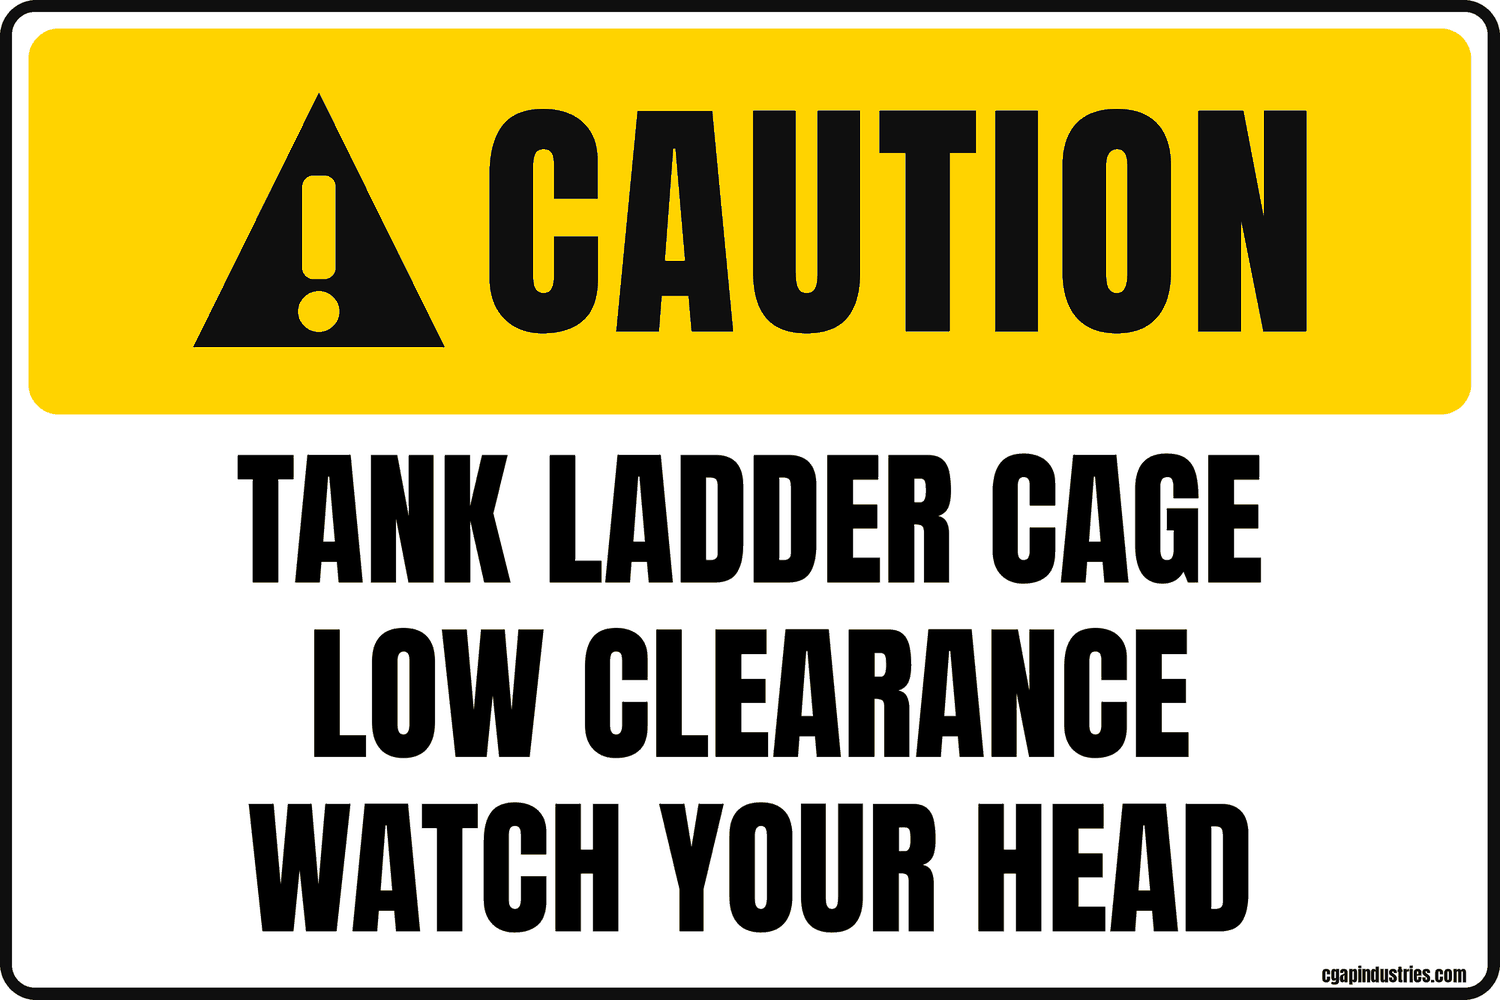 CAUTION
TANK LADDER CAGE
LOW CLEARANCE
WATCH YOUR HEAD
cgapindustries.com